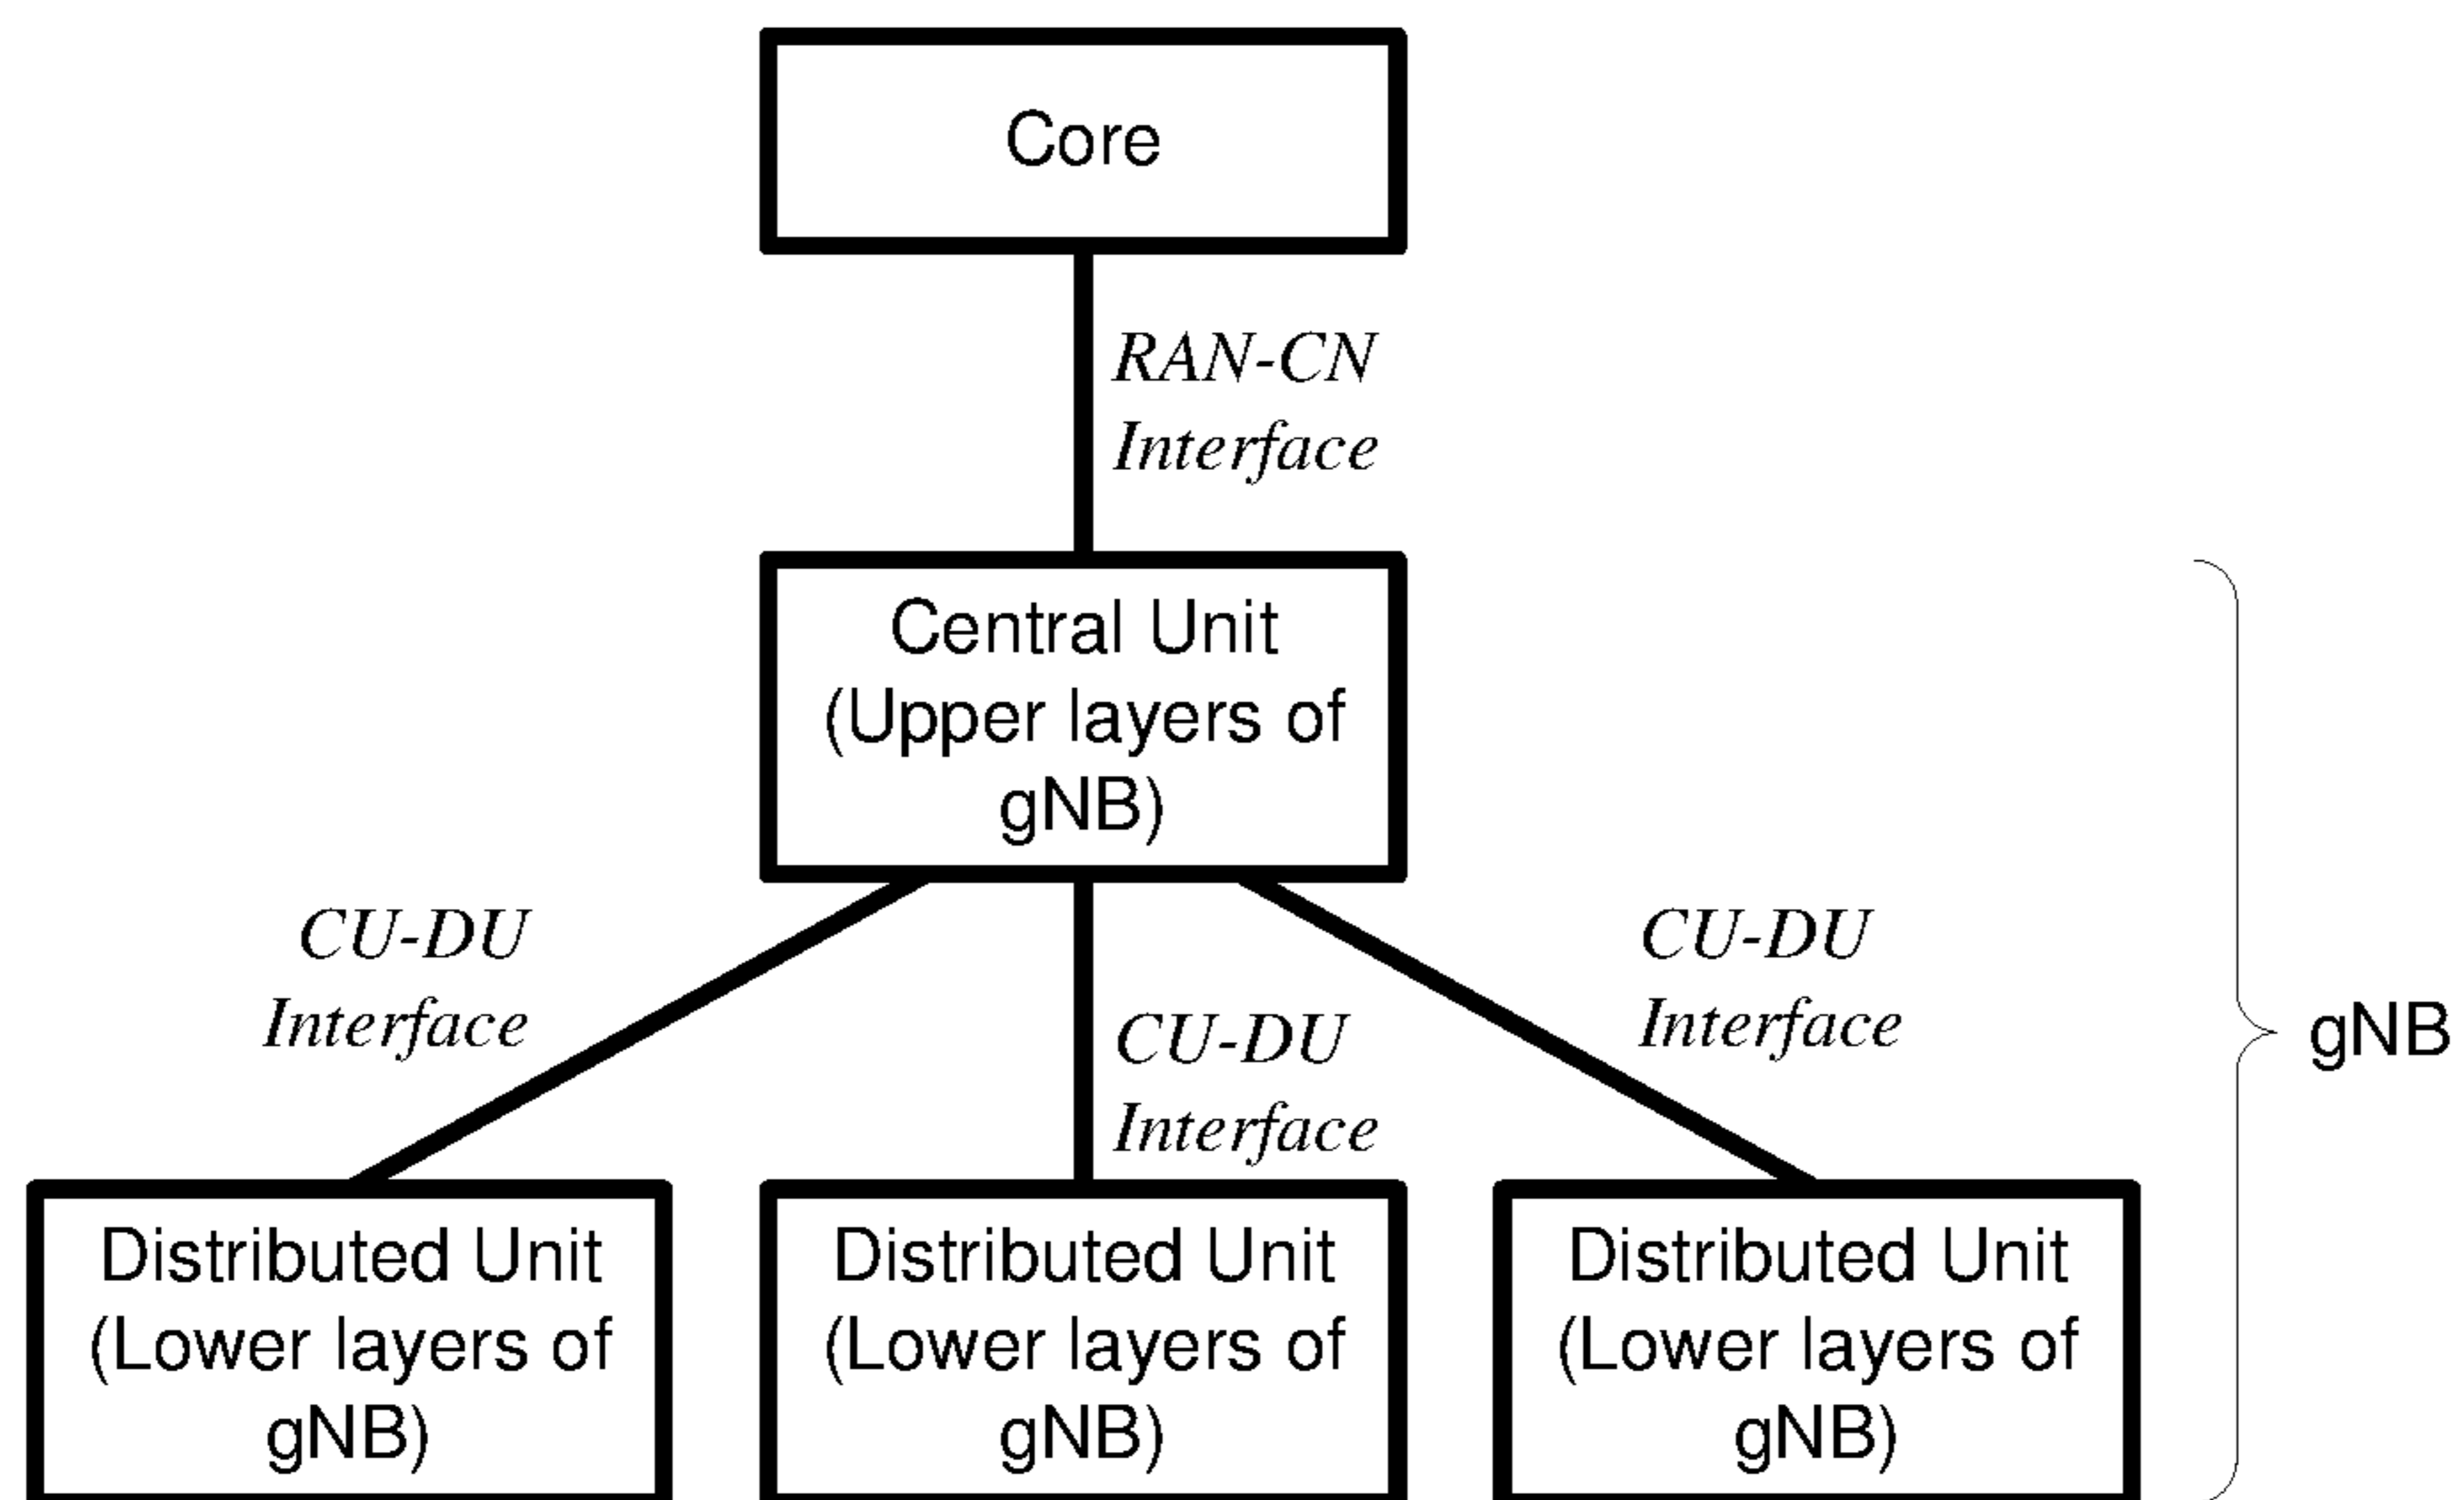 Core
RAN-CN
Interface
Central Unit
(Upper layers of
gNB)
CU-DU
Interface
CU-DU
Interface
CU-DU
Interface
gNB
Distributed Unit
(Lower layers of
gNB)
Distributed Unit
(Lower layers of
gNB)
Distributed Unit
(Lower layers of
gNB)